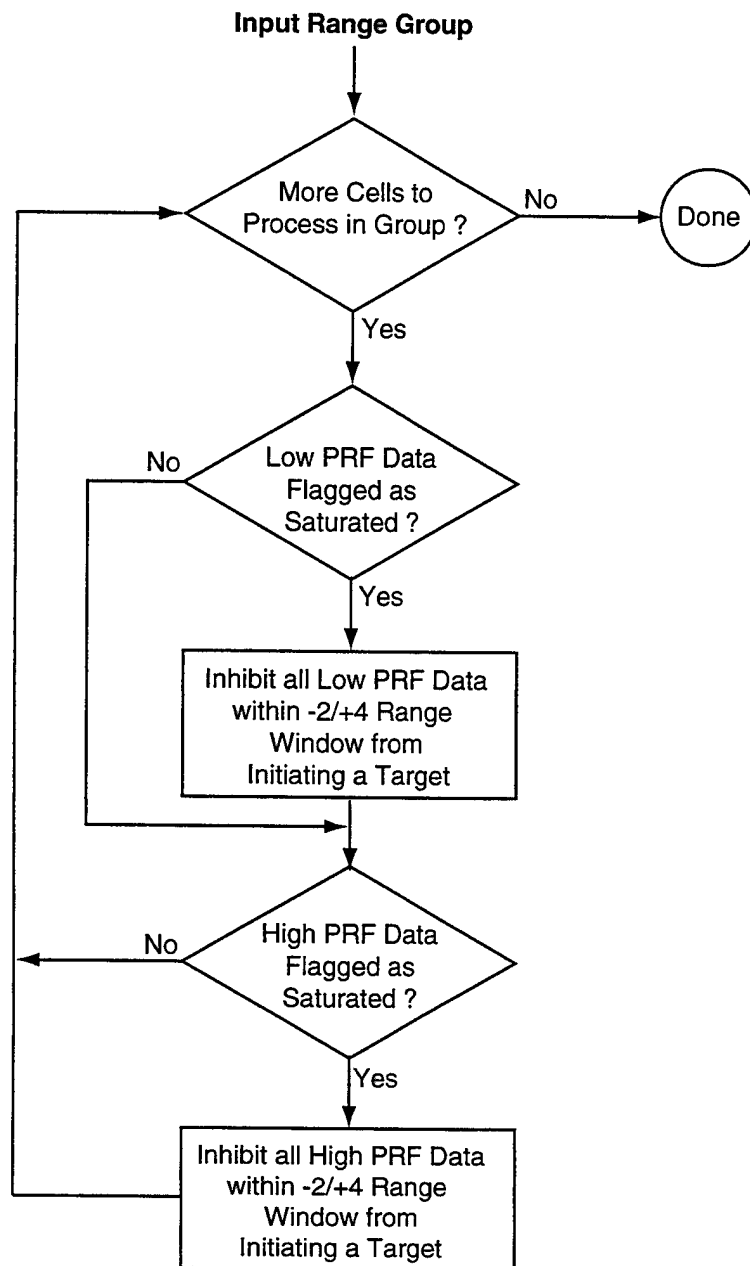 Input Range Group
More Cells to
Process in Group ?
No
Done
Yes
No
Low PRF Data
Flagged as
Saturated ?
Yes
Inhibit all Low PRF Data
within -2/+4 Range
Window from
Initiating a Target
No
High PRF Data
Flagged as
Saturated ?
Yes
Inhibit all High PRF Data
within -2/+4 Range
Window from
Initiating a Target